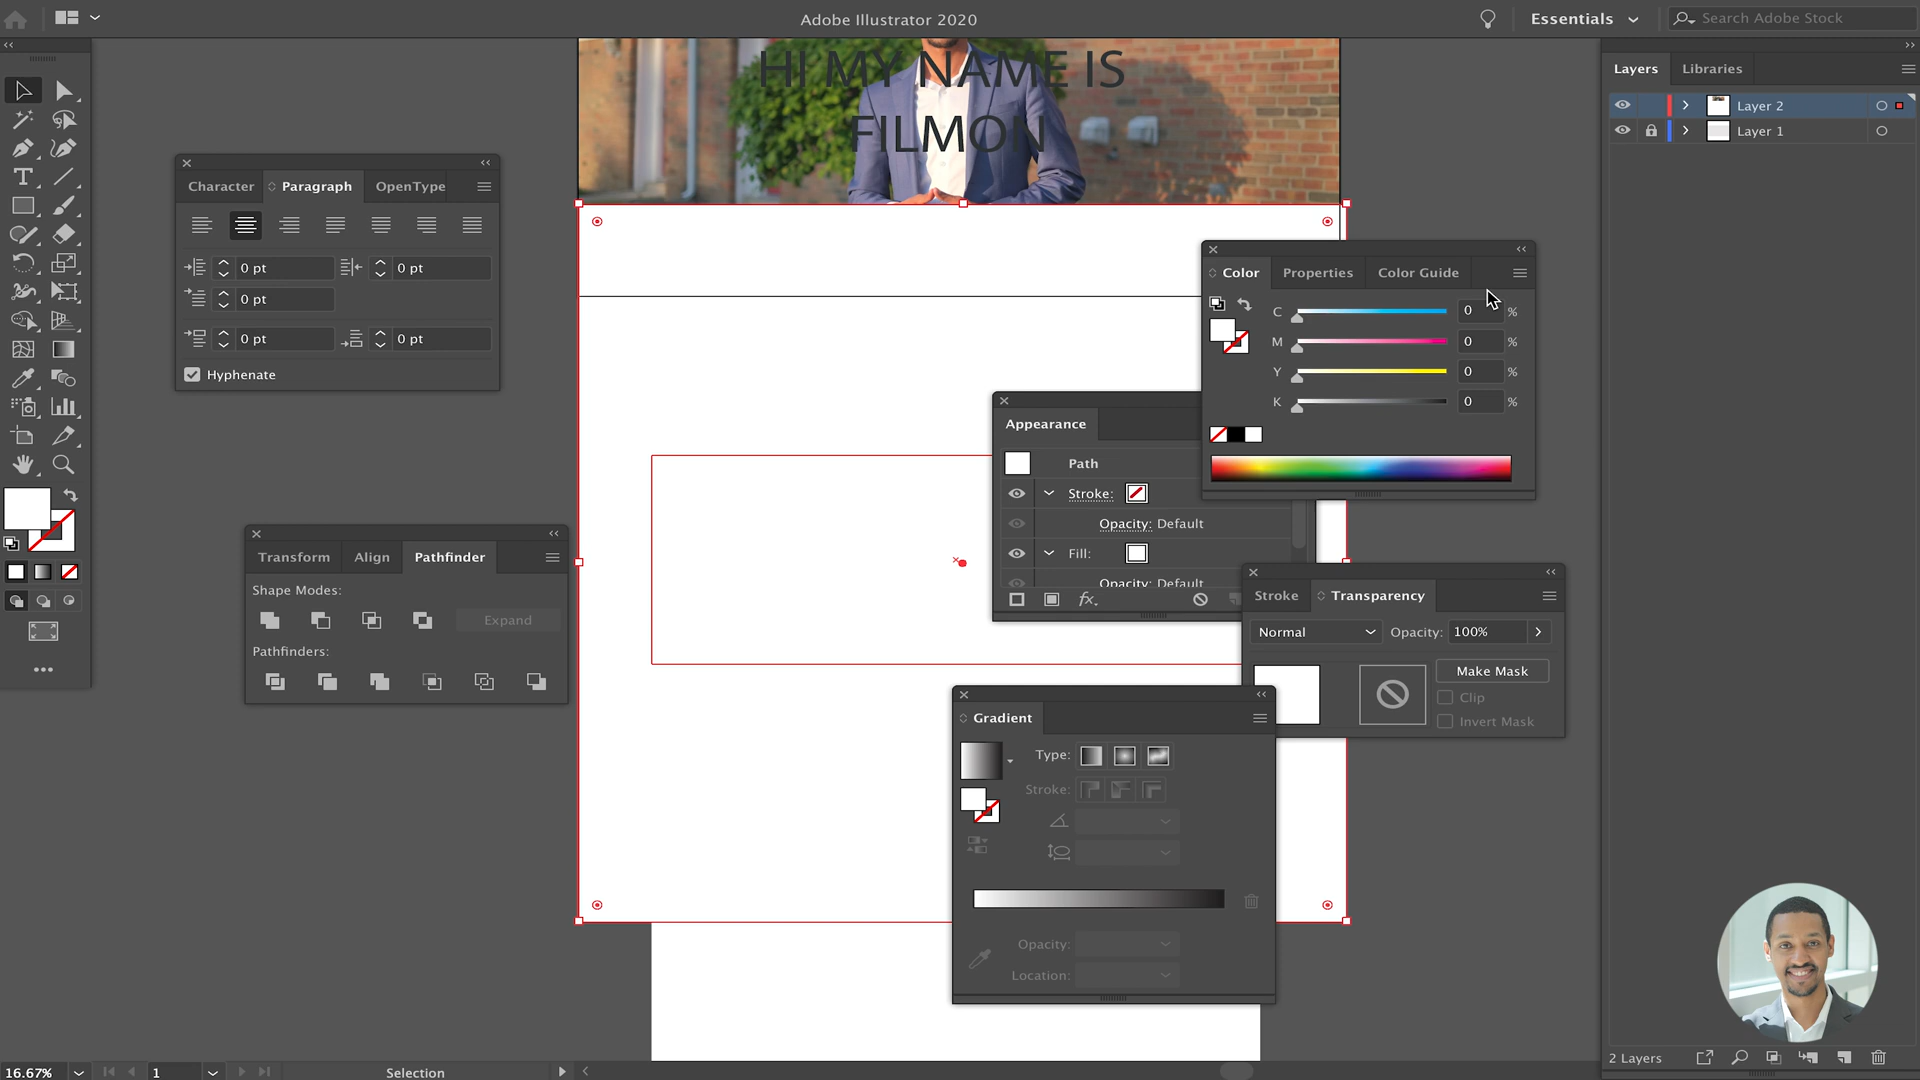 Adobe Illustrator 2020
Essentials
Search Adobe Stock
HI MY NAME IS
FILMON
Layers
Libraries
Layer 2
Layer 1
Character
Paragraph
OpenType
0 pt
0 pt
0 pt
0 pt
0 pt
Hyphenate
Color
Properties
Color Guide
C
0
%
M
0
%
Y
0
%
K
0
%
Appearance
Path
Stroke:
Opacity: Default
Fill:
Opacity: Default
fx.
Transform
Align
Pathfinder
Shape Modes:
Expand
Pathfinders:
Stroke
Transparency
Normal
Opacity:
100%
Make Mask
Clip
Invert Mask
Gradient
Type:
Stroke:
Opacity:
Location:
2 Layers
16.67%
1
Selection